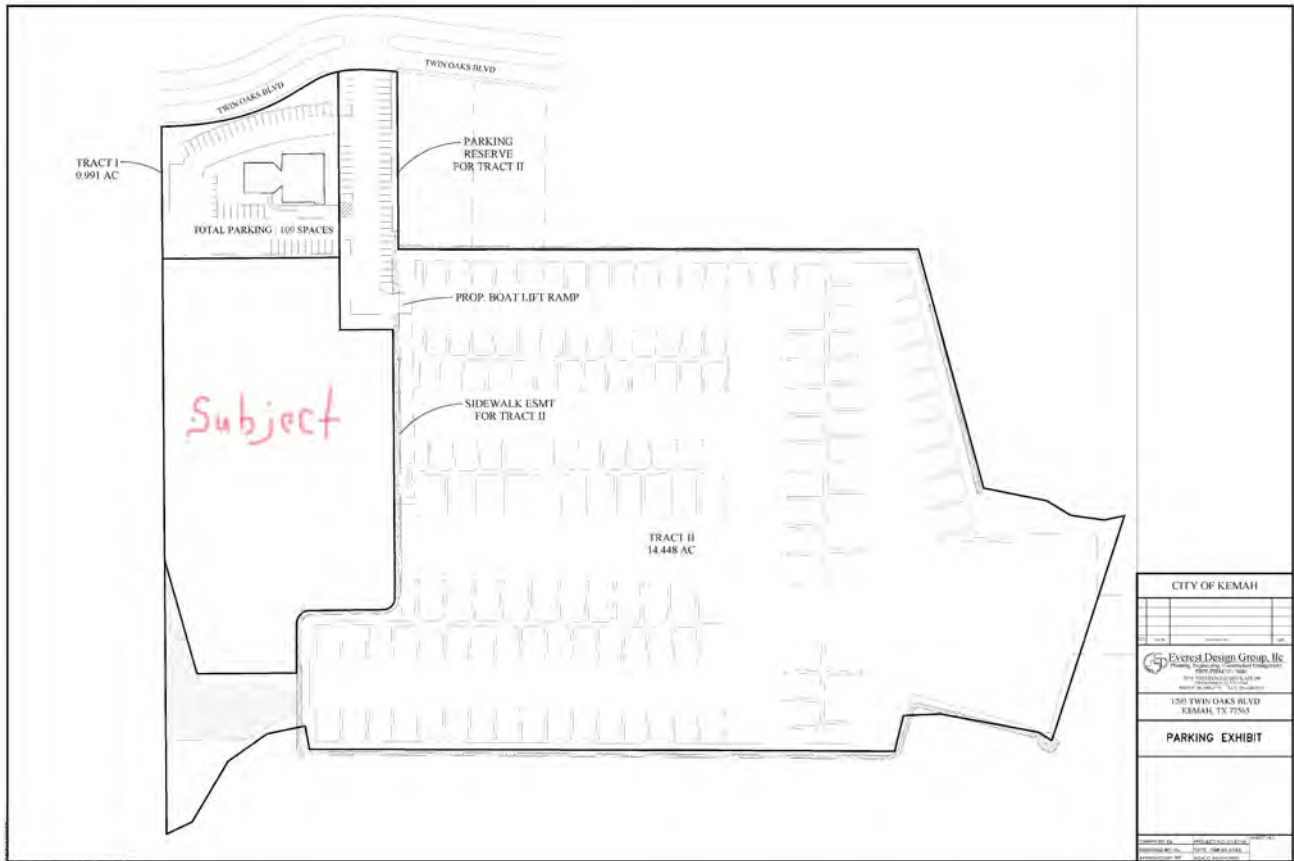 TWIN OAKS BLVD
TWIN OAKS BLVD
PARKING
RESERVE
FOR TRACT II
TRACT I
0.991 AC
TOTAL PARKING : 109 SPACES
PROP. BOAT LIFT RAMP
Subject
SIDEWALK ESMT
FOR TRACT II
TRACT II
14.448 AC
CITY OF KEMAH
Everest Design Group, llc
TWIN OAKS BLVD
KEMAH, TX 77565
PARKING EXHIBIT